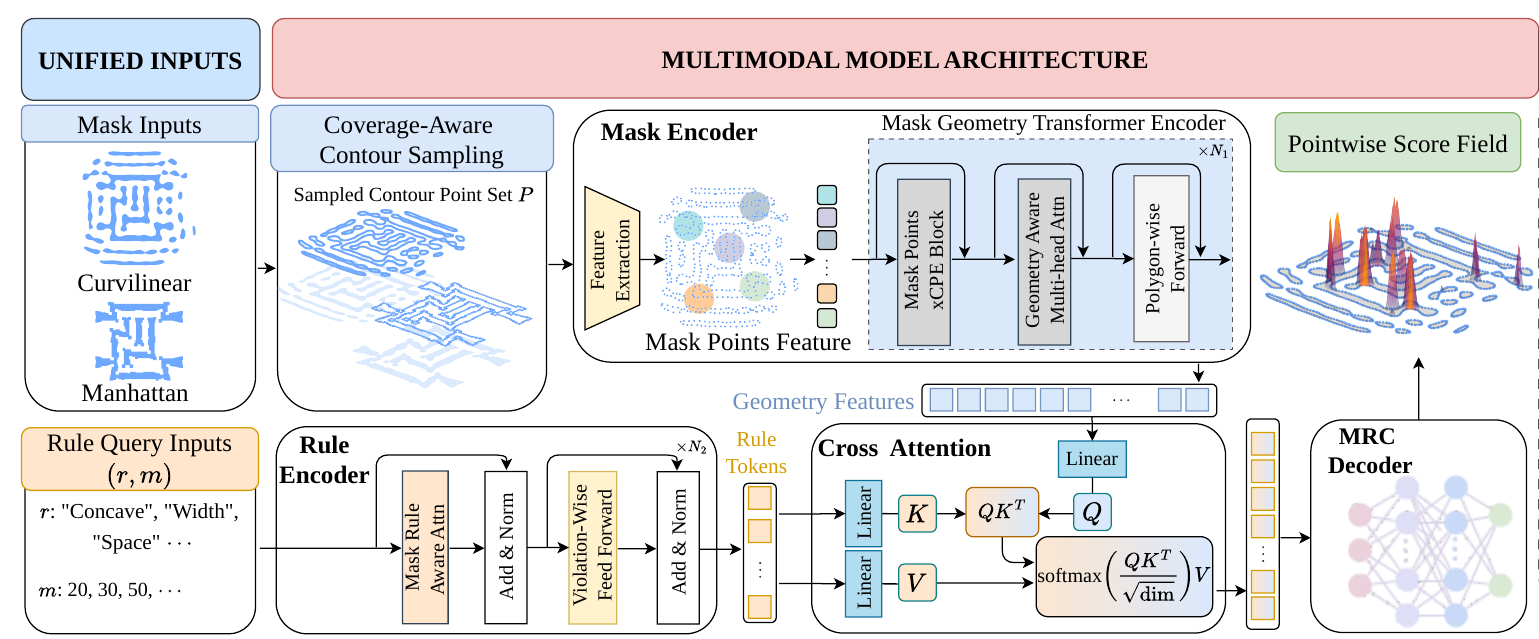 UNIFIED INPUTS
MULTIMODAL MODEL ARCHITECTURE
Mask Inputs
Curvilinear
Manhattan
Coverage-Aware
Contour Sampling
Sampled Contour Point Set P
Mask Encoder
Feature
Extraction
Mask Points Feature
...
Mask Geometry Transformer Encoder
×N₁
Mask Points
xCPE Block
Geometry Aware
Multi-head Attn
Polygon-wise
Forward
Pointwise Score Field
Geometry Features
...
Rule Query Inputs
(r, m)
r: "Concave", "Width",
"Space" ···
m: 20, 30, 50, ···
Rule
Encoder
×N₂
Mask Rule
Aware Attn
Add & Norm
Violation-Wise
Feed Forward
Add & Norm
Rule
Tokens
...
Cross Attention
Linear
Linear
Linear
K
QK^T
Q
V
softmax(QK^T/√dim)V
...
MRC
Decoder